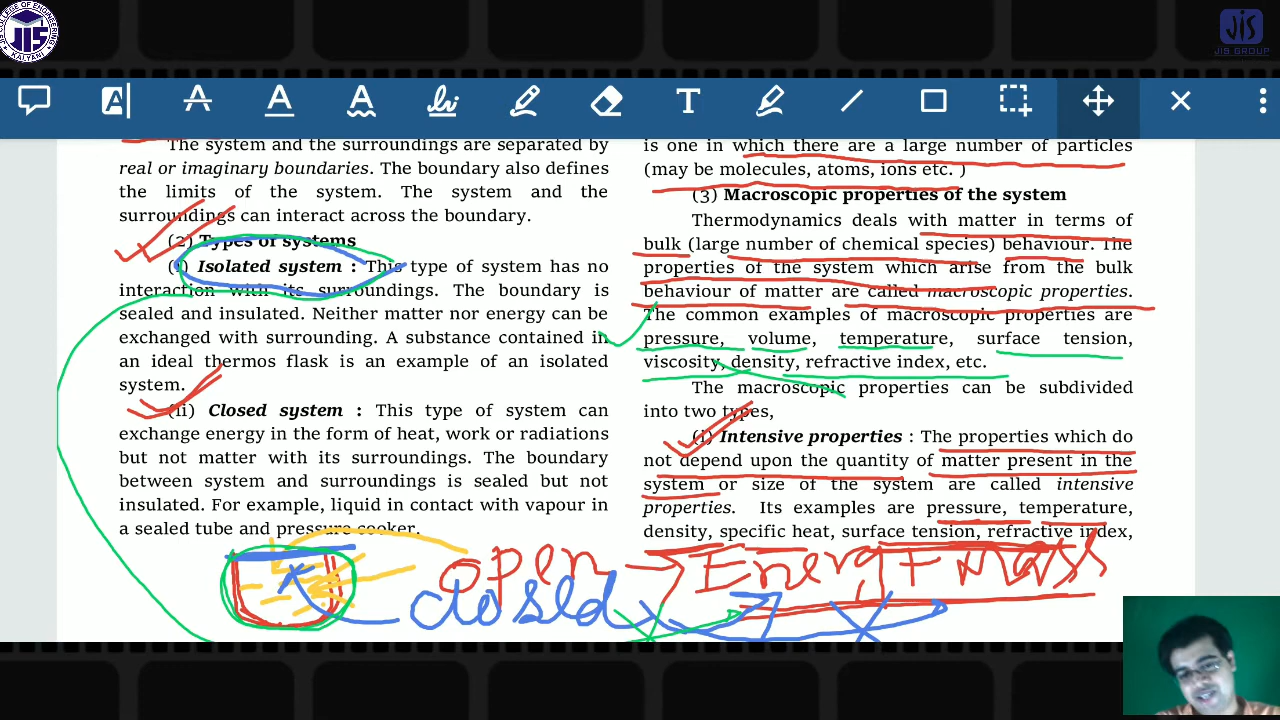 JIS COLLEGE OF ENGINEERING
JIS
KALYANI
JIS
JIS GROUP
The system and the surroundings are separated by
real or imaginary boundaries. The boundary also defines
the limits of the system. The system and the
surroundings can interact across the boundary.
(2) Types of systems
(i) Isolated system : This type of system has no
interaction with its surroundings. The boundary is
sealed and insulated. Neither matter nor energy can be
exchanged with surrounding. A substance contained in
an ideal thermos flask is an example of an isolated
system.
(ii) Closed system : This type of system can
exchange energy in the form of heat, work or radiations
but not matter with its surroundings. The boundary
between system and surroundings is sealed but not
insulated. For example, liquid in contact with vapour in
a sealed tube and pressure cooker.
is one in which there are a large number of particles
(may be molecules, atoms, ions etc. )
(3) Macroscopic properties of the system
Thermodynamics deals with matter in terms of
bulk (large number of chemical species) behaviour. The
properties of the system which arise from the bulk
behaviour of matter are called macroscopic properties.
The common examples of macroscopic properties are
pressure, volume, temperature, surface tension,
viscosity, density, refractive index, etc.
The macroscopic properties can be subdivided
into two types,
(i) Intensive properties : The properties which do
not depend upon the quantity of matter present in the
system or size of the system are called intensive
properties. Its examples are pressure, temperature,
density, specific heat, surface tension, refractive index,
open → Energy + Mass
closed